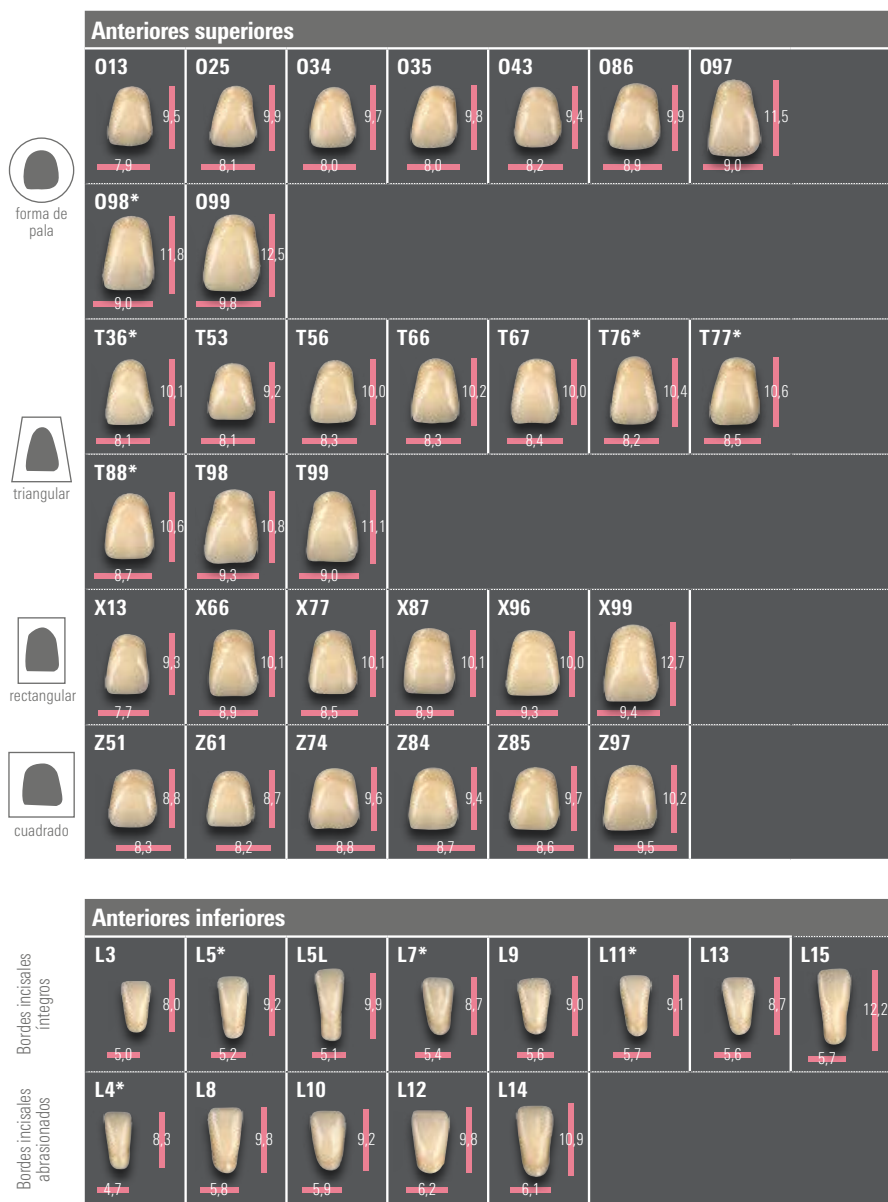 Anteriores superiores
O13 O25 O34 O35 O43 O86 O97
9,5 9,9 9,7 9,8 9,4 9,9 11,5
7,9 8,1 8,0 8,0 8,2 8,9 9,0
forma de
pala
O98* O99
11,8 12,5
9,0 9,8
T36* T53 T56 T66 T67 T76* T77*
10,1 9,2 10,0 10,2 10,0 10,4 10,6
8,1 8,1 8,3 8,3 8,4 8,2 8,5
triangular
T88* T98 T99
10,6 10,8 11,1
8,7 9,3 9,0
X13 X66 X77 X87 X96 X99
9,3 10,1 10,1 10,1 10,0 12,7
7,7 8,9 8,5 8,9 9,3 9,4
rectangular
Z51 Z61 Z74 Z84 Z85 Z97
8,8 8,7 9,6 9,4 9,7 10,2
8,3 8,2 8,8 8,7 8,6 9,5
cuadrado
Anteriores inferiores
Bordes incisales
íntegros
L3 L5* L5L L7* L9 L11* L13 L15
8,0 9,2 9,9 8,7 9,0 9,1 8,7 12,2
5,0 5,2 5,1 5,4 5,6 5,7 5,6 5,7
Bordes incisales
abrasionados
L4* L8 L10 L12 L14
8,3 9,8 9,2 9,8 10,9
4,7 5,8 5,9 6,2 6,1